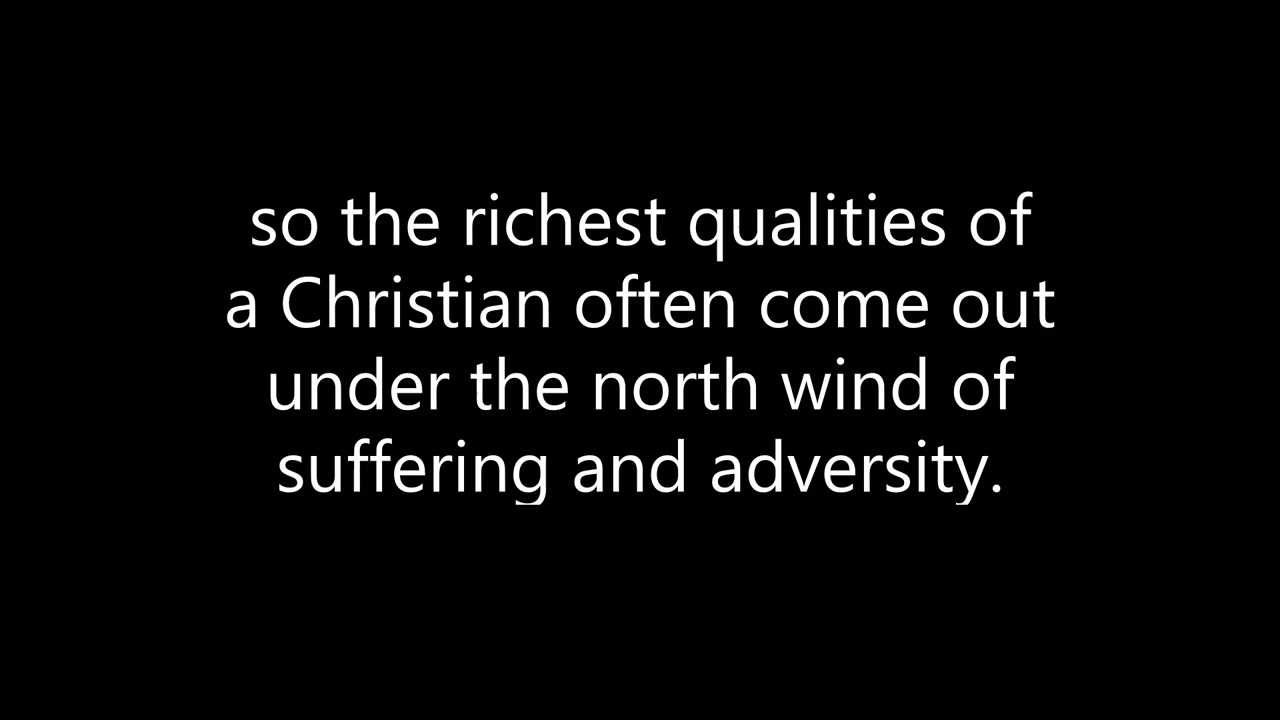 so the richest qualities of
a Christian often come out
under the north wind of
suffering and adversity.